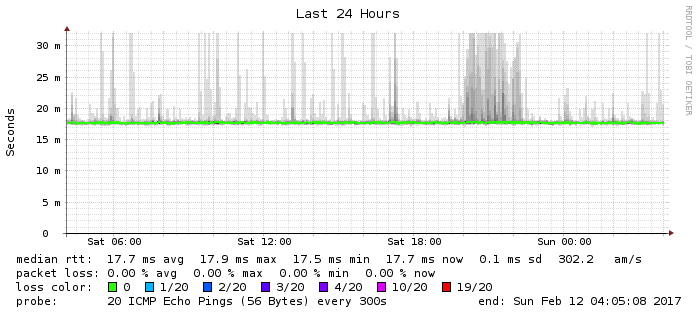 Last 24 Hours
RRDTOOL / TOBI OETIKER
Seconds
30 m
25 m
20 m
15 m
10 m
5 m
0
Sat 06:00 Sat 12:00 Sat 18:00 Sun 00:00
median rtt: 17.7 ms avg 17.9 ms max 17.5 ms min 17.7 ms now 0.1 ms sd 302.2 am/s
packet loss: 0.00 % avg 0.00 % max 0.00 % min 0.00 % now
loss color: 0 1/20 2/20 3/20 4/20 10/20 19/20
probe: 20 ICMP Echo Pings (56 Bytes) every 300s end: Sun Feb 12 04:05:08 2017